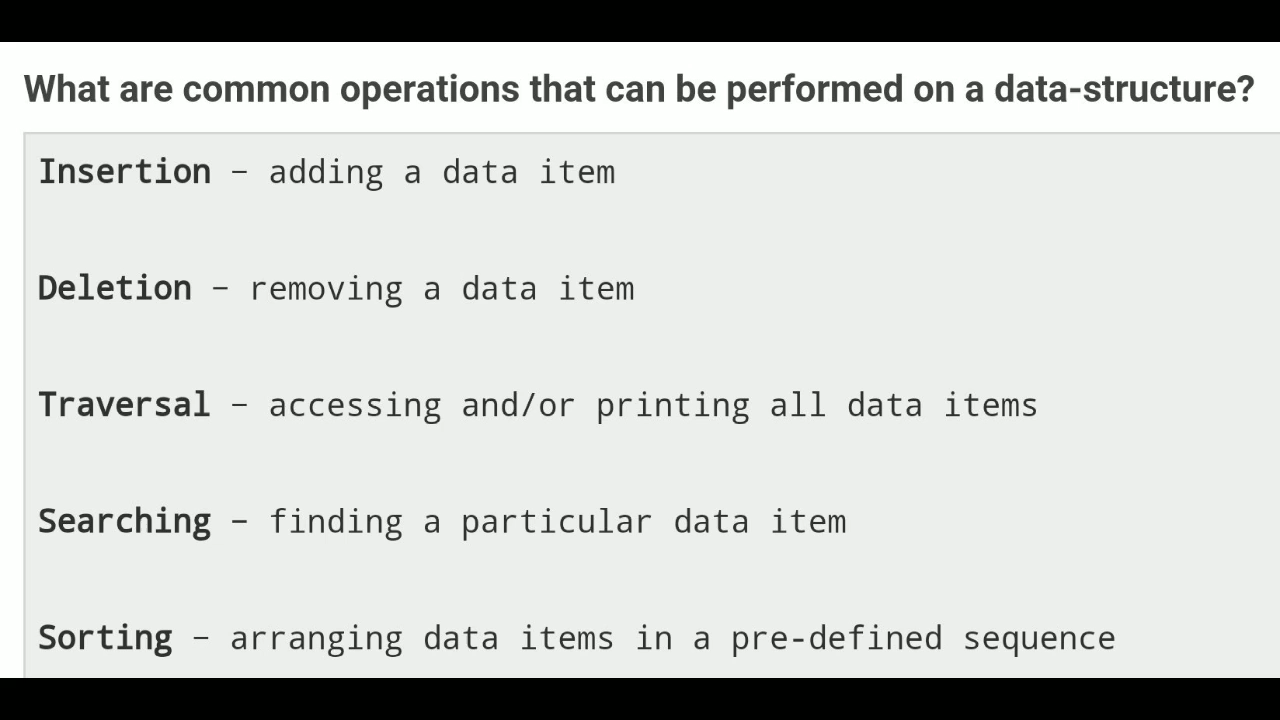 What are common operations that can be performed on a data-structure?
Insertion – adding a data item
Deletion – removing a data item
Traversal – accessing and/or printing all data items
Searching – finding a particular data item
Sorting – arranging data items in a pre-defined sequence